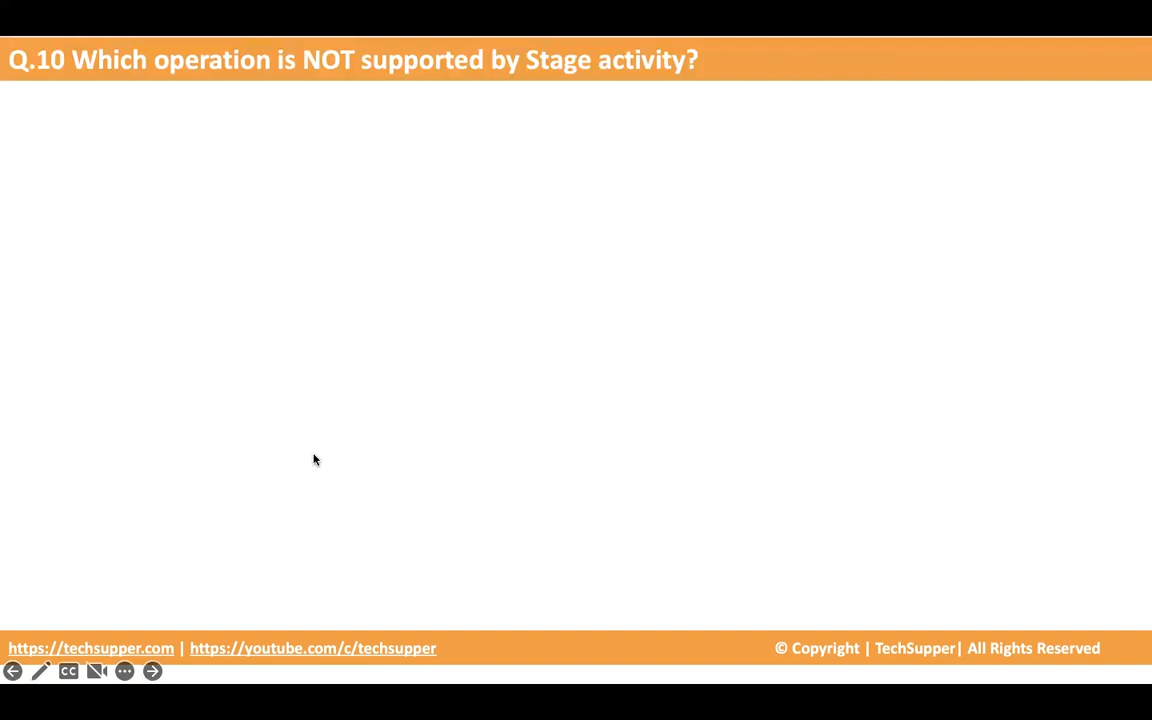 Q.10 Which operation is NOT supported by Stage activity?
https://techsupper.com | https://youtube.com/c/techsupper
© Copyright | TechSupper| All Rights Reserved
CC